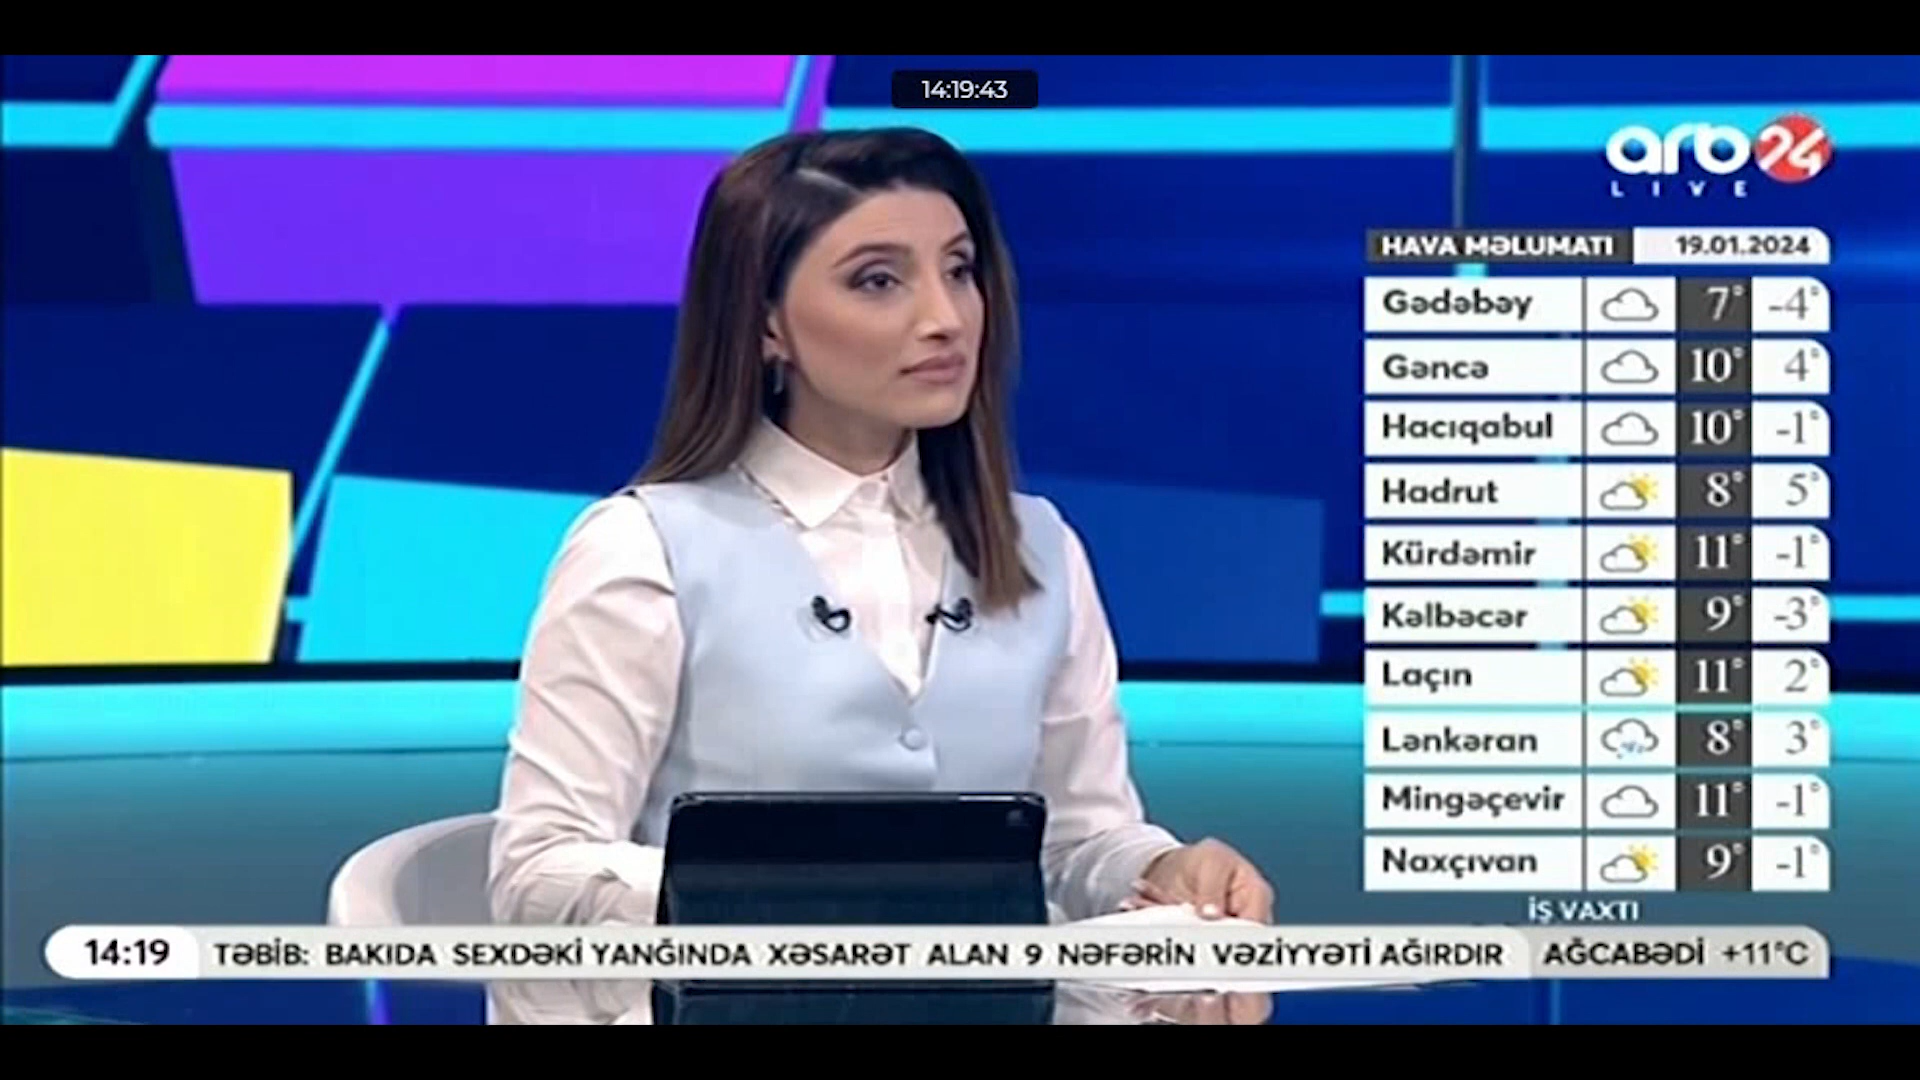 14:19:43
arb 24
LIVE
HAVA MƏLUMATI 19.01.2024
Gədəbəy 7° -4°
Gəncə 10° 4°
Hacıqabul 10° -1°
Hadrut 8° 5°
Kürdəmir 11° -1°
Kəlbəcər 9° -3°
Laçın 11° 2°
Lənkəran 8° 3°
Mingəçevir 11° -1°
Naxçıvan 9° -1°
İŞ VAXTI
14:19 TƏBİB: BAKIDA SEXDƏKİ YANĞINDA XƏSARƏT ALAN 9 NƏFƏRİN VƏZİYYƏTİ AĞIRDIR AĞCABƏDİ +11°C